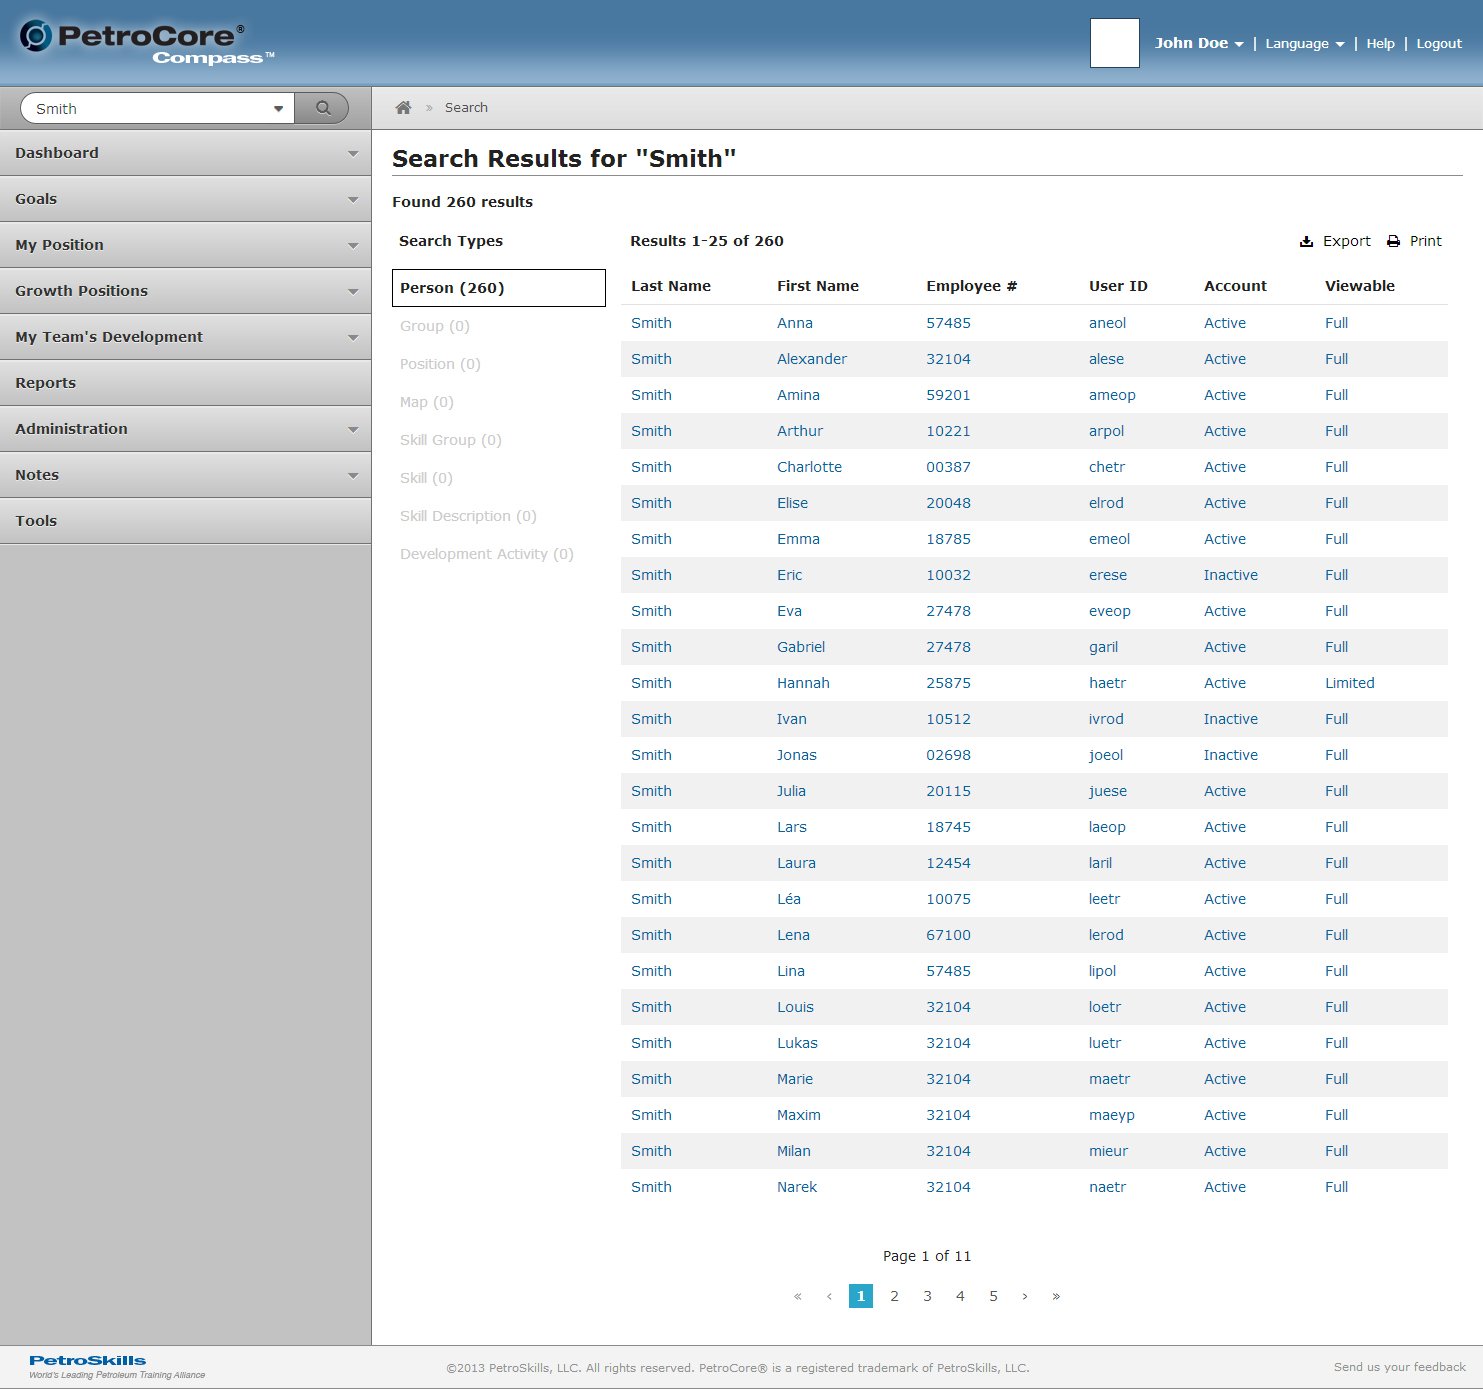 PetroCore®
Compass™
John Doe | Language | Help | Logout
Smith
» Search
Dashboard
Goals
My Position
Growth Positions
My Team's Development
Reports
Administration
Notes
Tools
Search Results for "Smith"
Found 260 results
Search Types
Person (260)
Group (0)
Position (0)
Map (0)
Skill Group (0)
Skill (0)
Skill Description (0)
Development Activity (0)
Results 1-25 of 260 Export Print
Last Name First Name Employee # User ID Account Viewable
Smith Anna 57485 aneol Active Full
Smith Alexander 32104 alese Active Full
Smith Amina 59201 ameop Active Full
Smith Arthur 10221 arpol Active Full
Smith Charlotte 00387 chetr Active Full
Smith Elise 20048 elrod Active Full
Smith Emma 18785 emeol Active Full
Smith Eric 10032 erese Inactive Full
Smith Eva 27478 eveop Active Full
Smith Gabriel 27478 garil Active Full
Smith Hannah 25875 haetr Active Limited
Smith Ivan 10512 ivrod Inactive Full
Smith Jonas 02698 joeol Inactive Full
Smith Julia 20115 juese Active Full
Smith Lars 18745 laeop Active Full
Smith Laura 12454 laril Active Full
Smith Léa 10075 leetr Active Full
Smith Lena 67100 lerod Active Full
Smith Lina 57485 lipol Active Full
Smith Louis 32104 loetr Active Full
Smith Lukas 32104 luetr Active Full
Smith Marie 32104 maetr Active Full
Smith Maxim 32104 maeyp Active Full
Smith Milan 32104 mieur Active Full
Smith Narek 32104 naetr Active Full
Page 1 of 11
« ‹ 1 2 3 4 5 › »
PetroSkills
World's Leading Petroleum Training Alliance
©2013 PetroSkills, LLC. All rights reserved. PetroCore® is a registered trademark of PetroSkills, LLC.
Send us your feedback